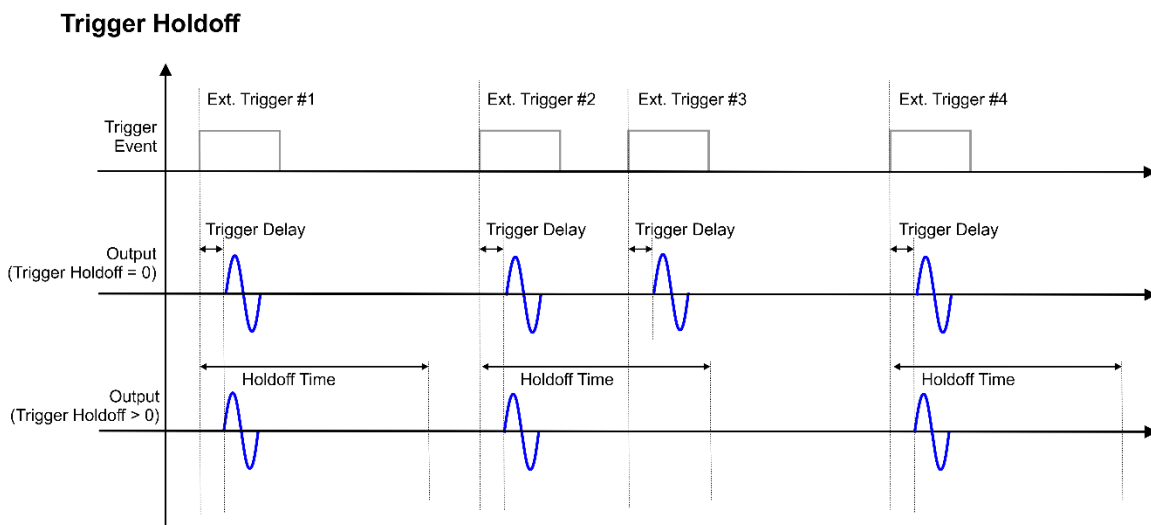 Trigger Holdoff
Ext. Trigger #1
Ext. Trigger #2
Ext. Trigger #3
Ext. Trigger #4
Trigger
Event
Trigger Delay
Trigger Delay
Trigger Delay
Trigger Delay
Output
(Trigger Holdoff = 0)
Holdoff Time
Holdoff Time
Holdoff Time
Output
(Trigger Holdoff > 0)